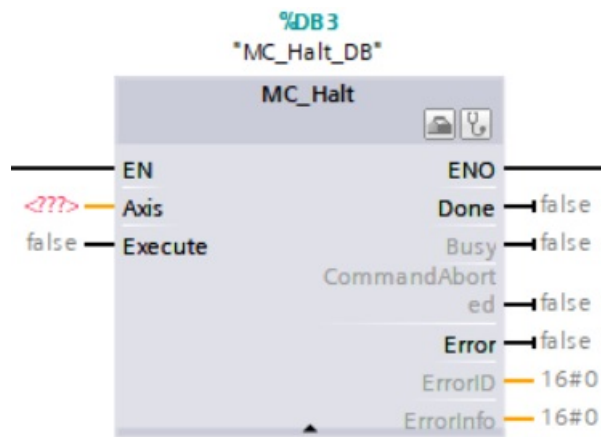 %DB3
"MC_Halt_DB"
MC_Halt
EN ENO
<???> Axis Done false
false Execute Busy false
CommandAbort
ed false
Error false
ErrorID 16#0
ErrorInfo 16#0